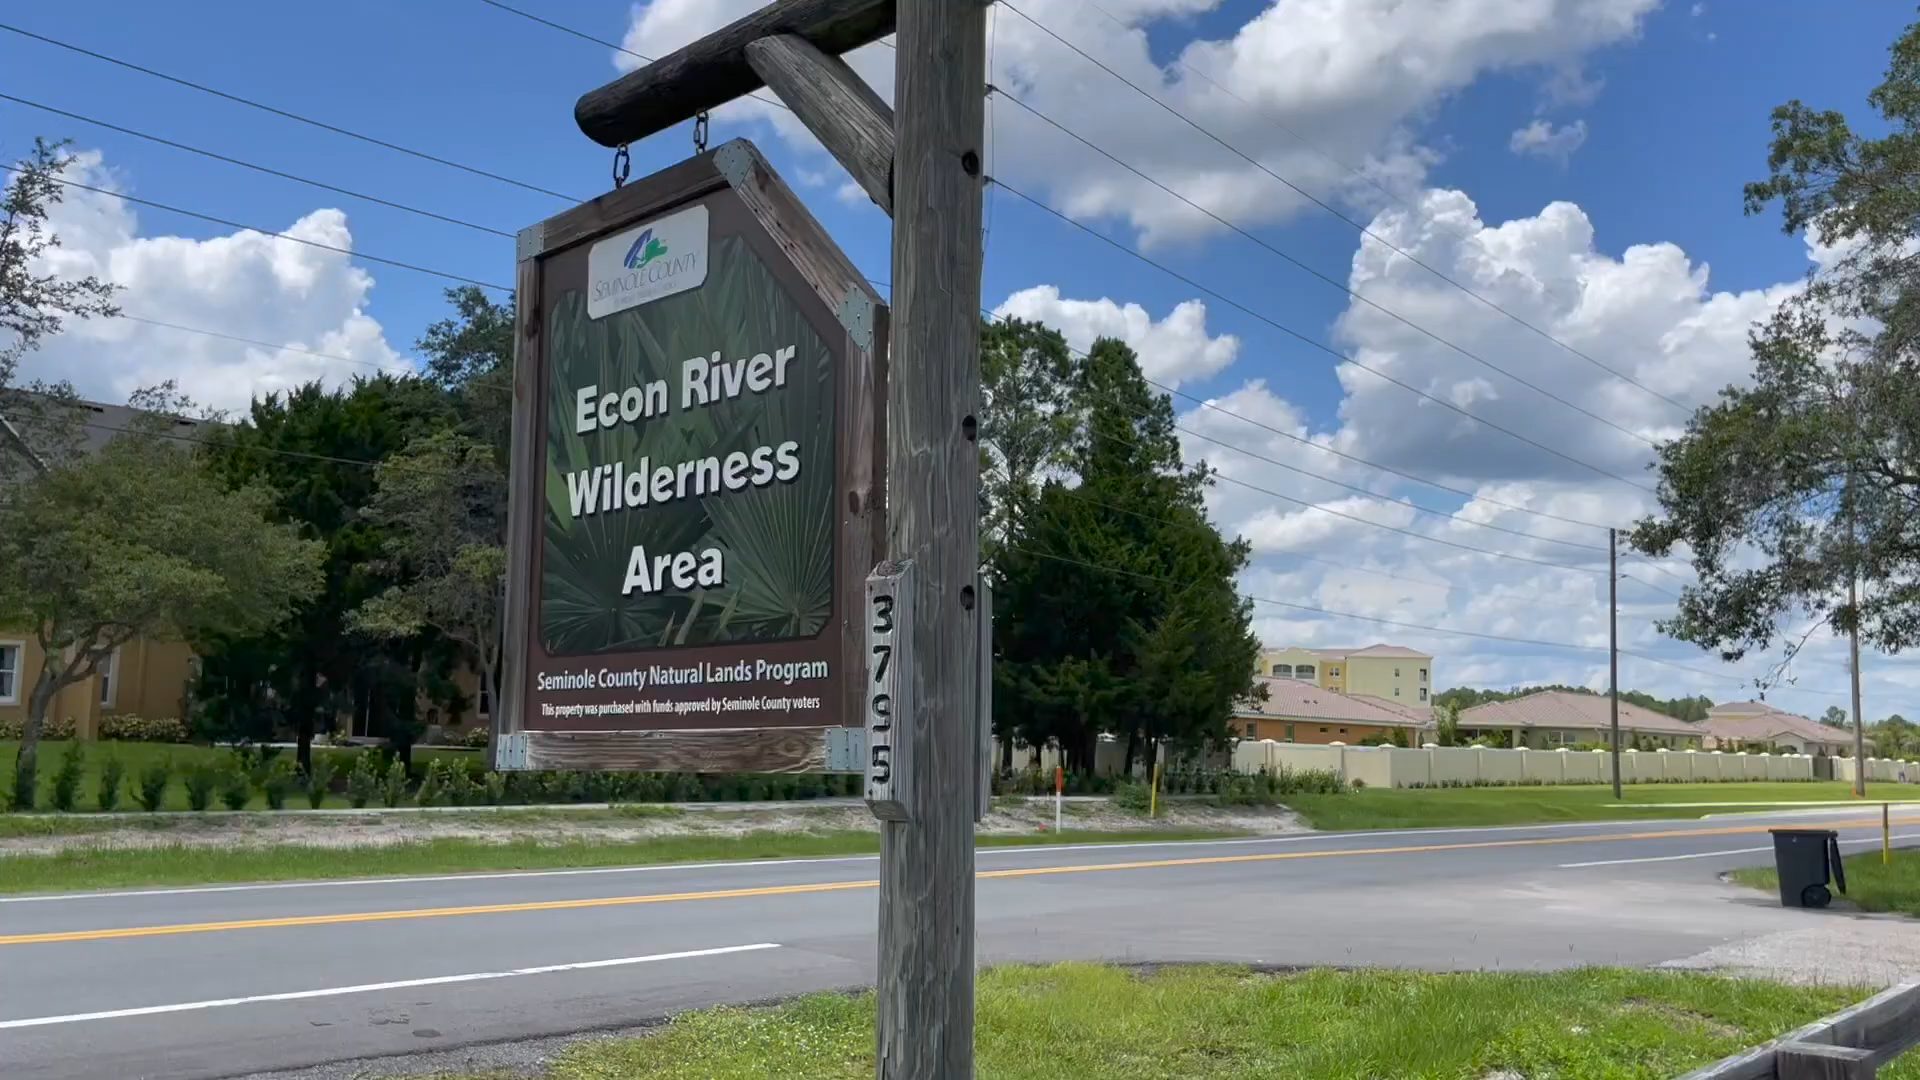 SEMINOLE COUNTY
Econ River
Wilderness
Area
Seminole County Natural Lands Program
This property was purchased with funds approved by Seminole County voters
3795